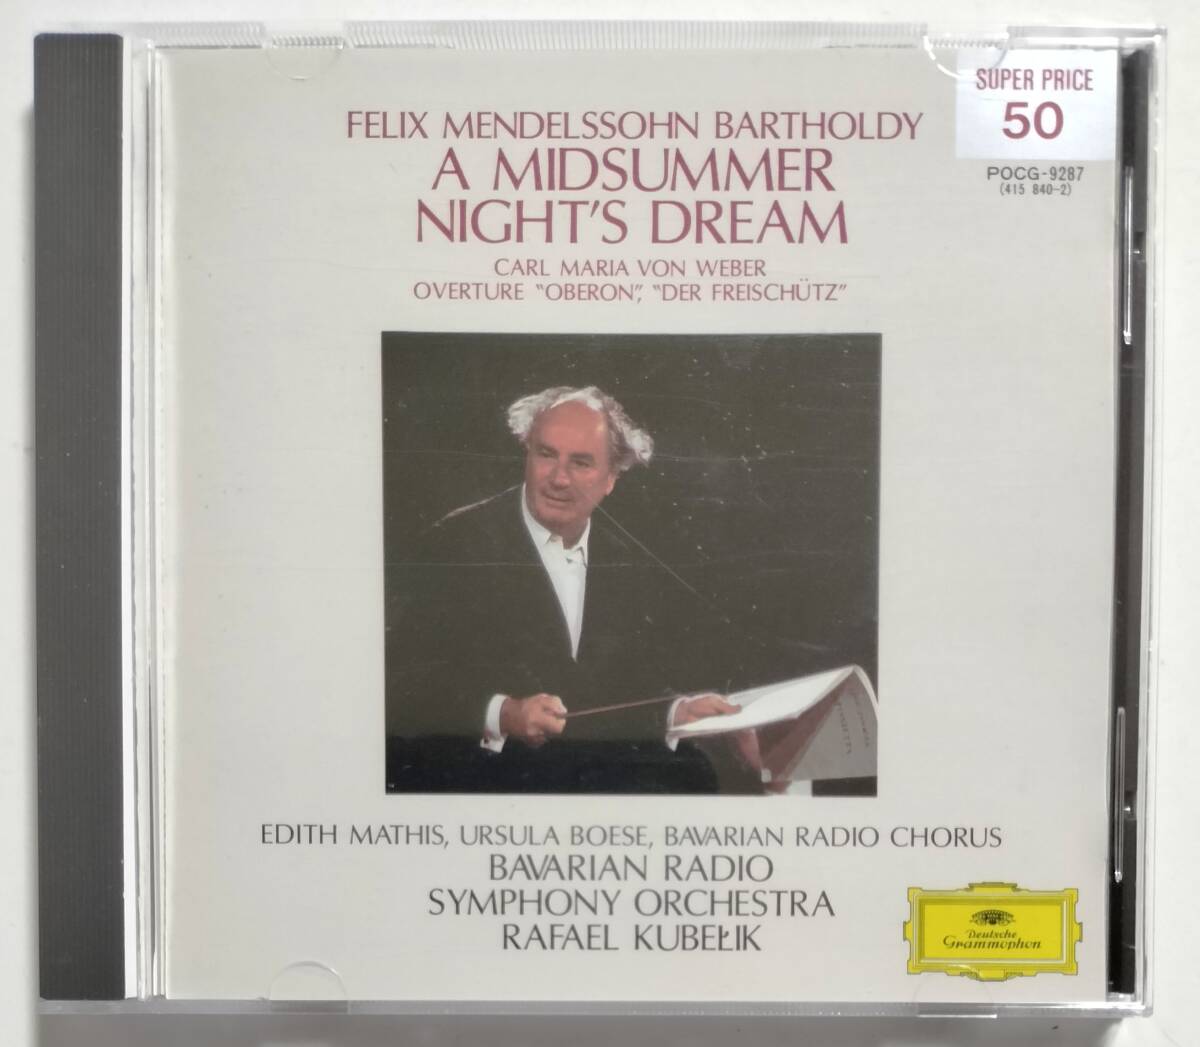 SUPER PRICE
50
POCG-9287
(415 840-2)
FELIX MENDELSSOHN BARTHOLDY
A MIDSUMMER
NIGHT'S DREAM
CARL MARIA VON WEBER
OVERTURE "OBERON", "DER FREISCHÜTZ"
EDITH MATHIS, URSULA BOESE, BAVARIAN RADIO CHORUS
BAVARIAN RADIO
SYMPHONY ORCHESTRA
RAFAEL KUBEŁIK
Deutsche
Grammophon